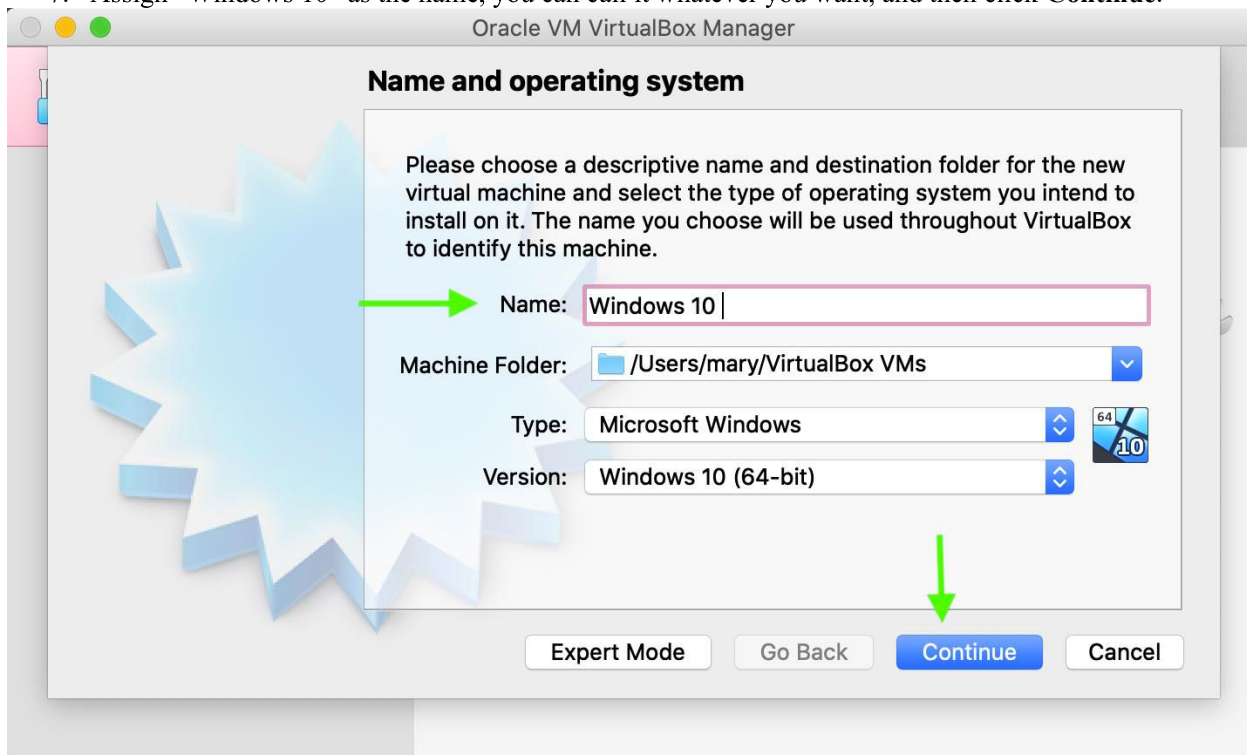 Oracle VM VirtualBox Manager
Name and operating system
Please choose a descriptive name and destination folder for the new
virtual machine and select the type of operating system you intend to
install on it. The name you choose will be used throughout VirtualBox
to identify this machine.
Name: Windows 10
Machine Folder: /Users/mary/VirtualBox VMs
Type: Microsoft Windows
64
10
Version: Windows 10 (64-bit)
Expert Mode Go Back Continue Cancel